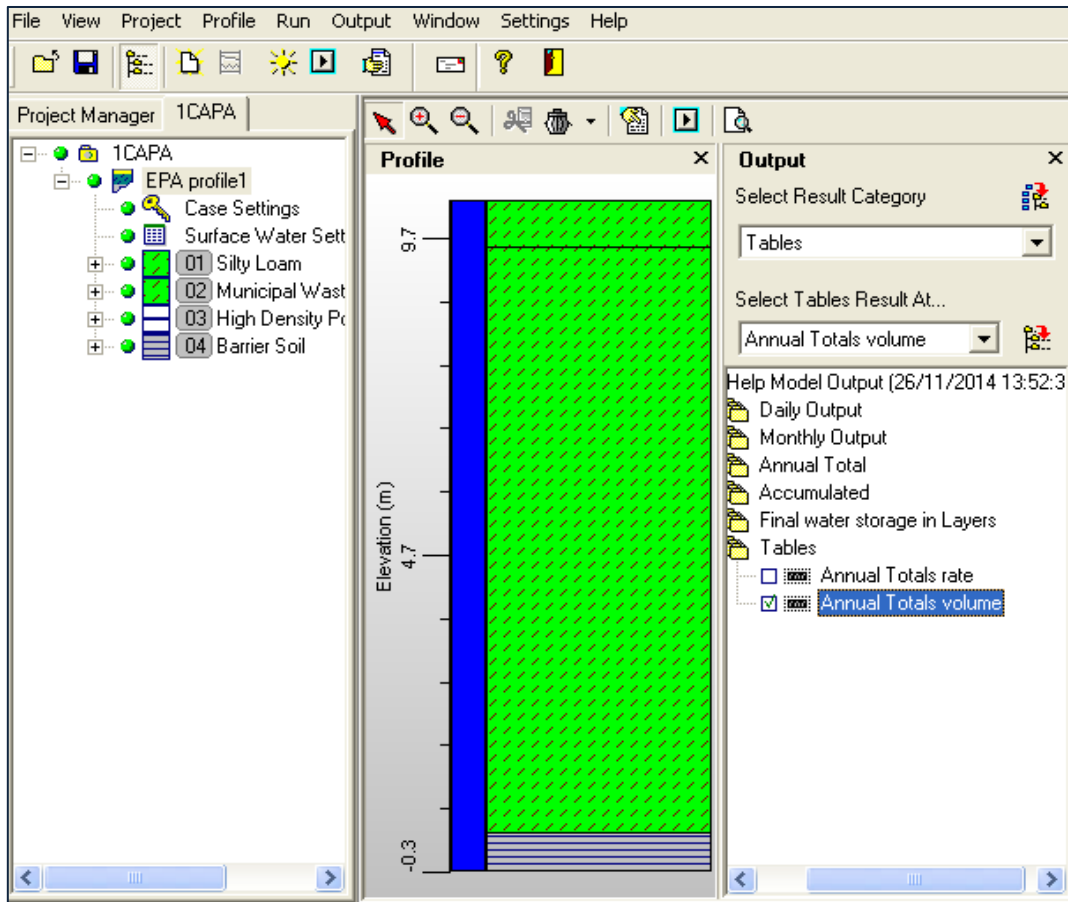 File View Project Profile Run Output Window Settings Help
Project Manager 1CAPA
1CAPA
EPA profile1
Case Settings
Surface Water Sett
01 Silty Loam
02 Municipal Wast
03 High Density Po
04 Barrier Soil
Profile
9.7
Elevation (m)
4.7
-0.3
Output
Select Result Category
Tables
Select Tables Result At...
Annual Totals volume
Help Model Output (26/11/2014 13:52:3
Daily Output
Monthly Output
Annual Total
Accumulated
Final water storage in Layers
Tables
Annual Totals rate
Annual Totals volume